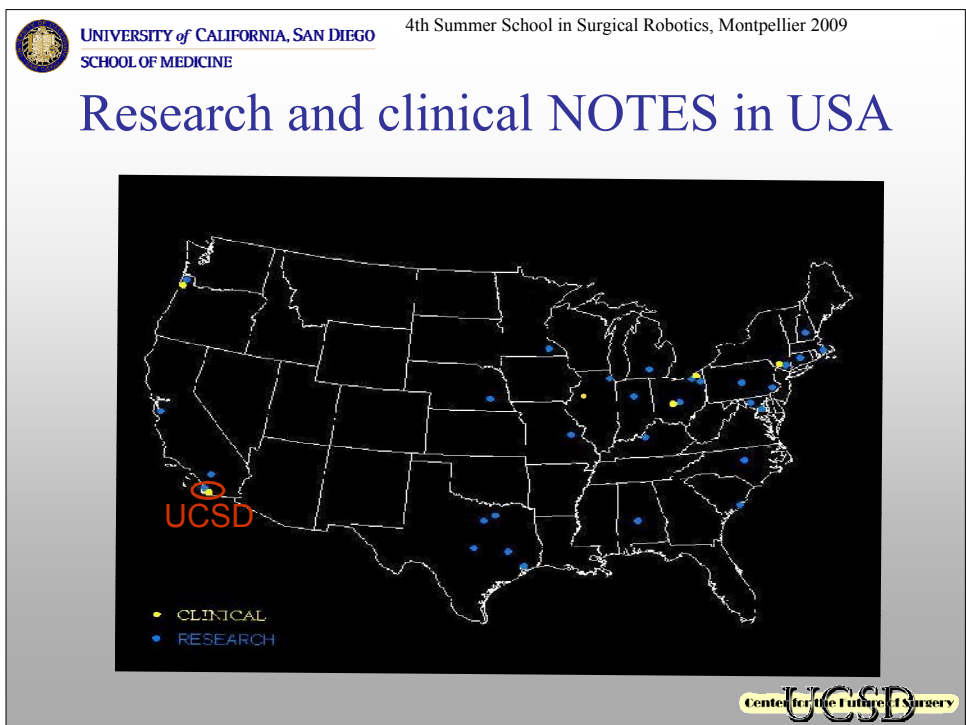 4th Summer School in Surgical Robotics, Montpellier 2009
UNIVERSITY of CALIFORNIA, SAN DIEGO
SCHOOL OF MEDICINE
Research and clinical NOTES in USA
UCSD
CLINICAL
RESEARCH
Center for the Future of Surgery
UCSD